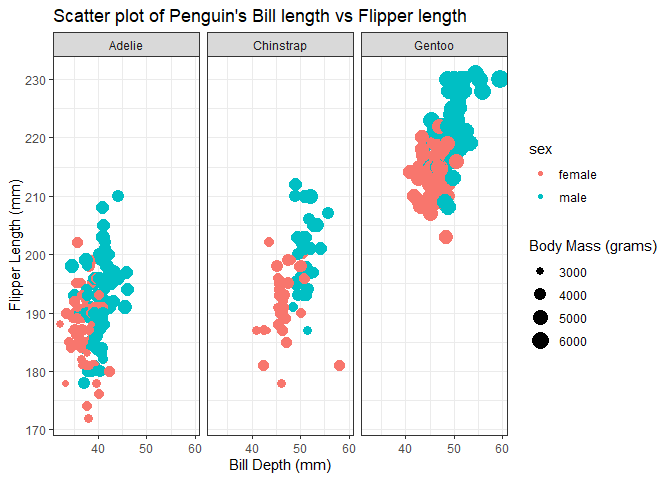 Scatter plot of Penguin's Bill length vs Flipper length
Adelie
Chinstrap
Gentoo
230
220
210
200
190
180
170
Flipper Length (mm)
40 50 60
40 50 60
40 50 60
Bill Depth (mm)
sex
female
male
Body Mass (grams)
3000
4000
5000
6000